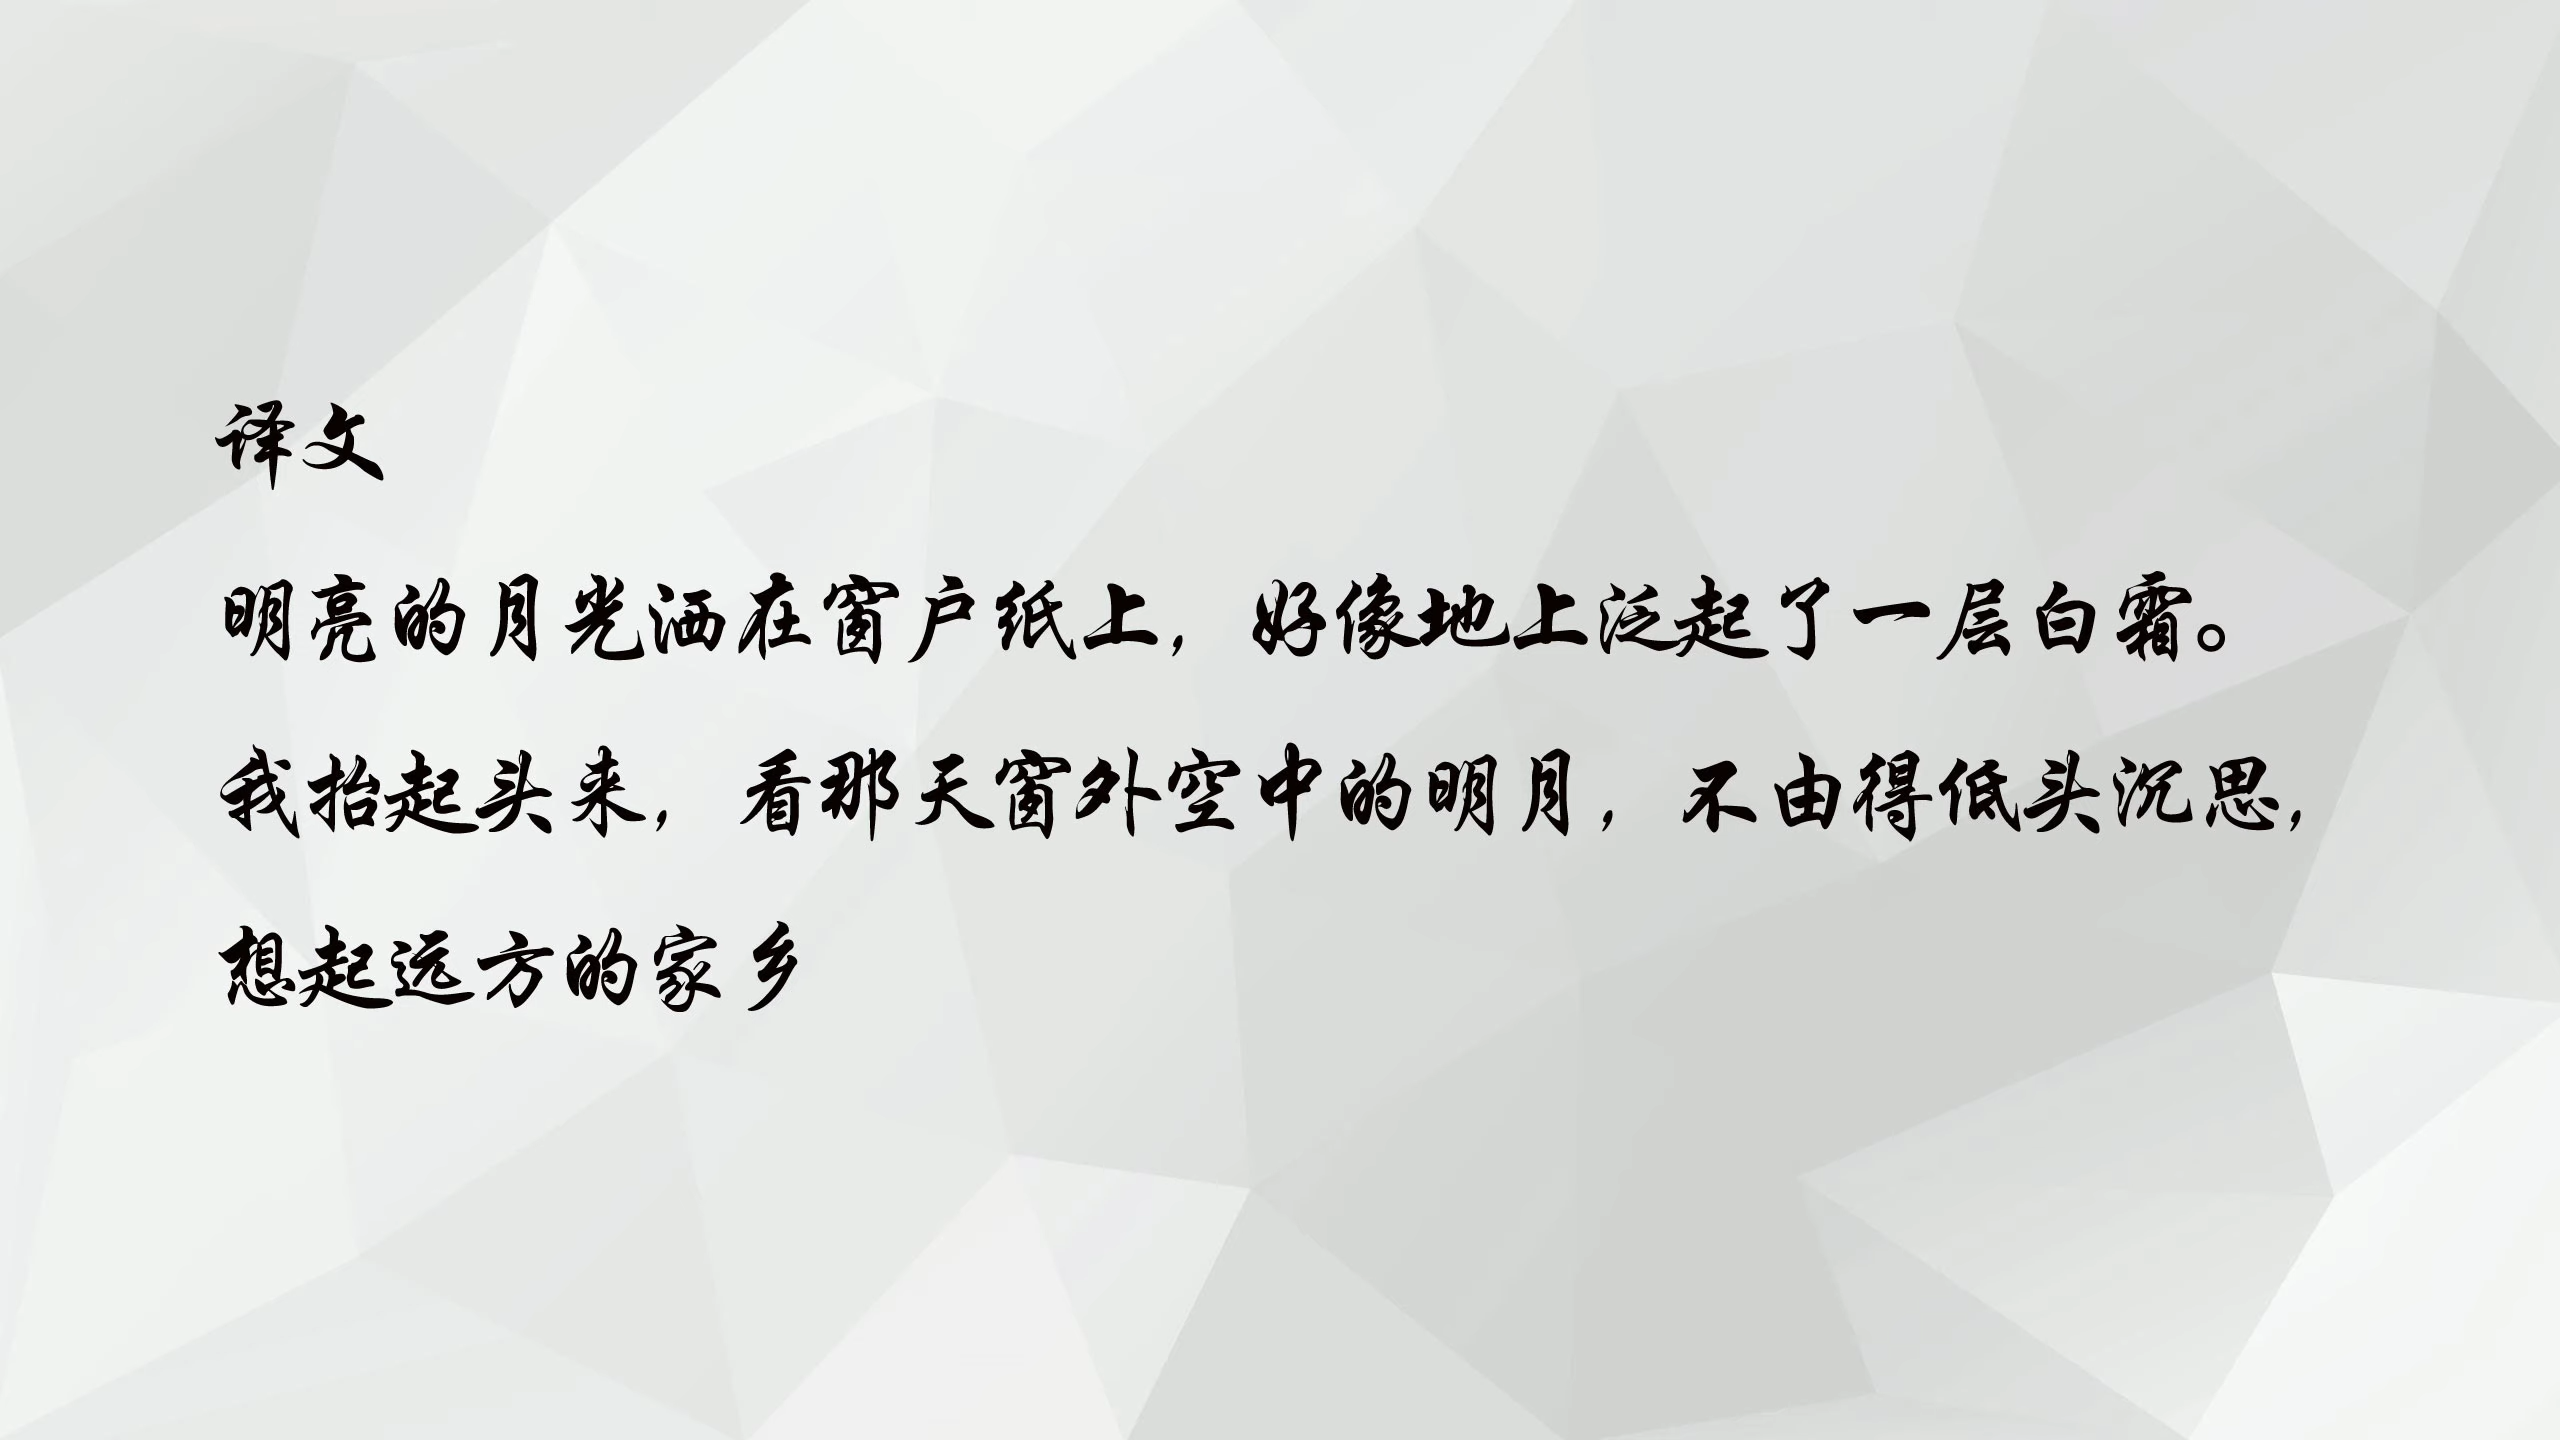 译文
明亮的月光洒在窗户纸上，好像地上泛起了一层白霜。
我抬起头来，看那天窗外空中的明月，不由得低头沉思，
想起远方的家乡